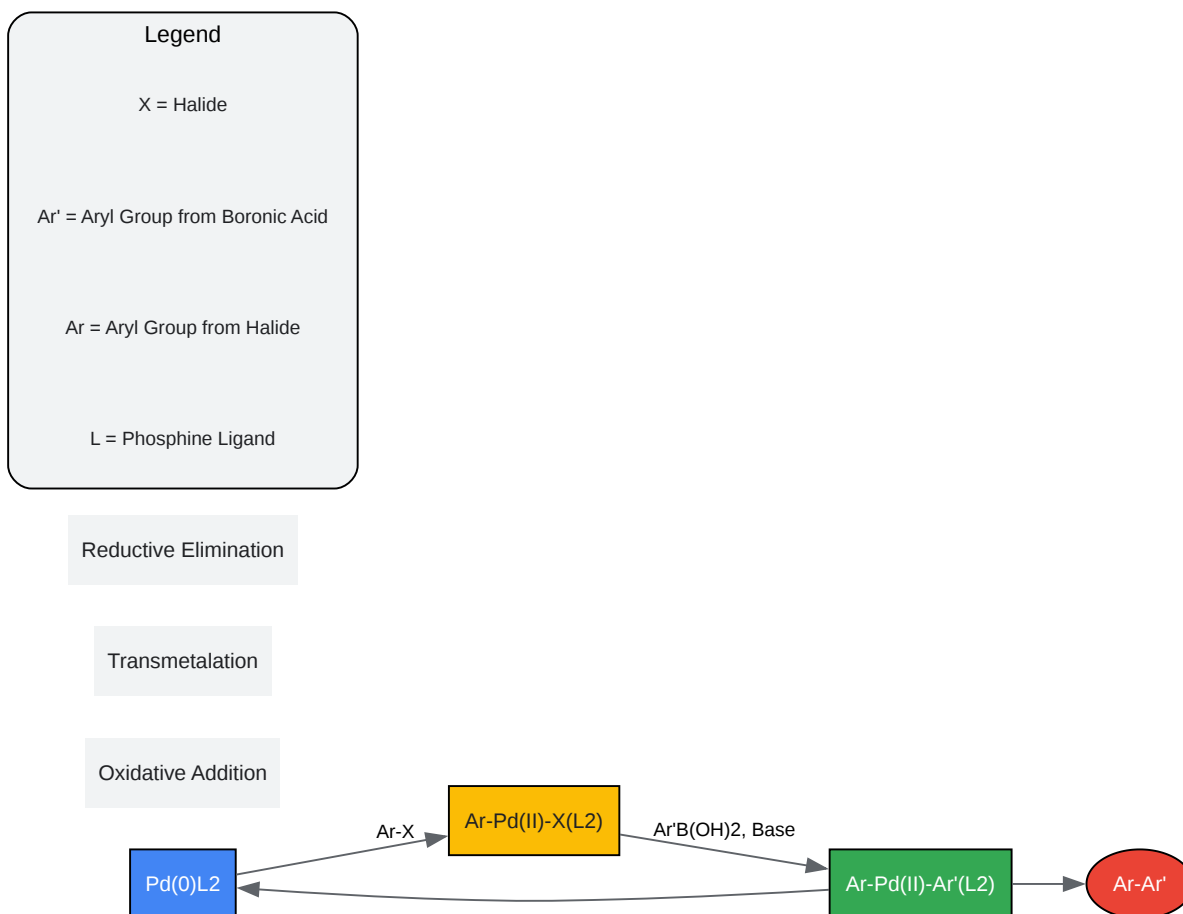 Legend
X = Halide
Ar' = Aryl Group from Boronic Acid
Ar = Aryl Group from Halide
L = Phosphine Ligand
Reductive Elimination
Transmetalation
Oxidative Addition
Ar-X
Ar-Pd(II)-X(L2)
Ar'B(OH)2, Base
Pd(0)L2
Ar-Pd(II)-Ar'(L2)
Ar-Ar'